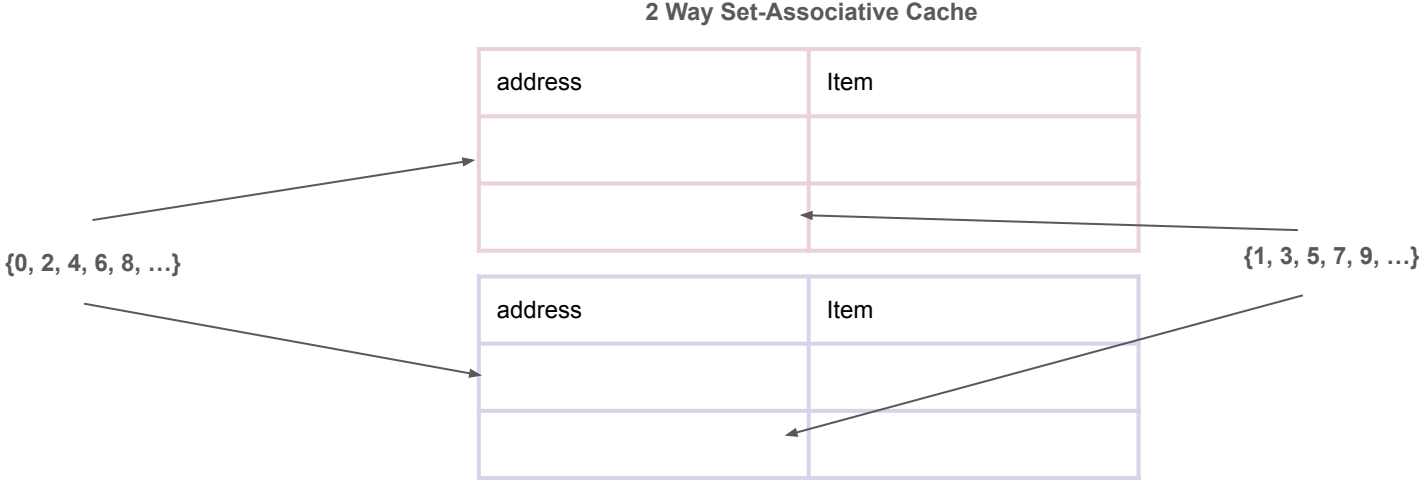 2 Way Set-Associative Cache
address Item
{0, 2, 4, 6, 8, …}
{1, 3, 5, 7, 9, …}
address Item